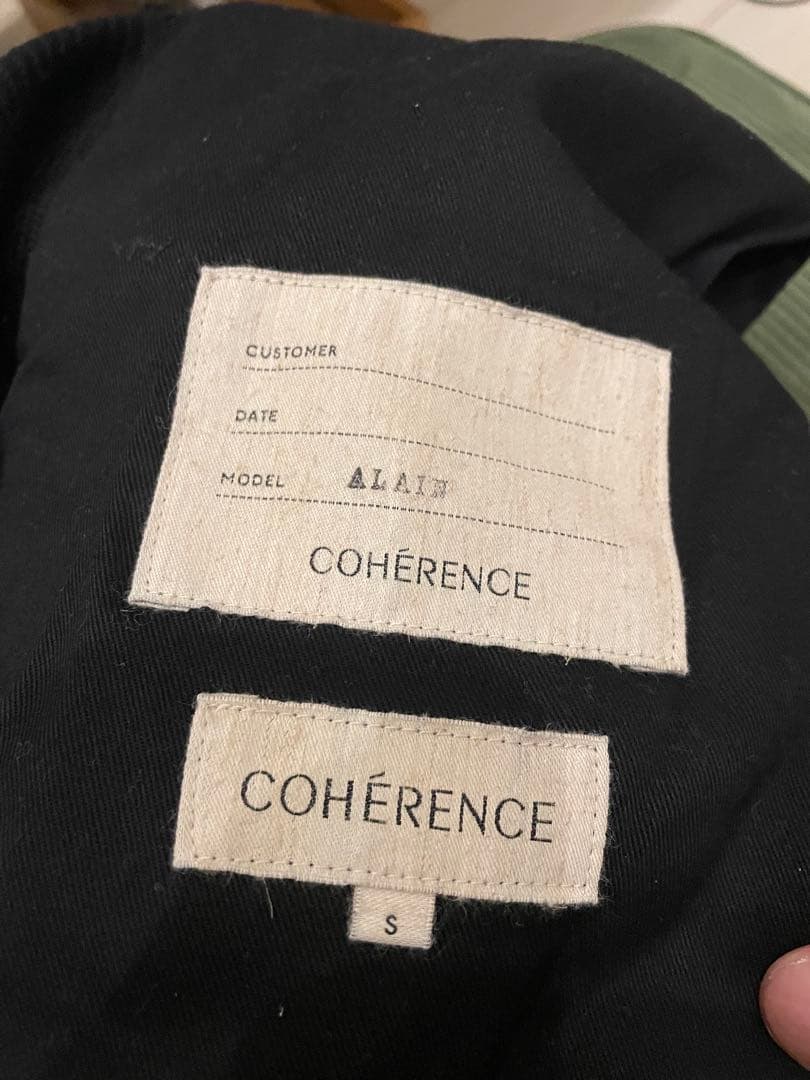 CUSTOMER
DATE
MODEL ALAIN
COHÉRENCE
COHÉRENCE
S